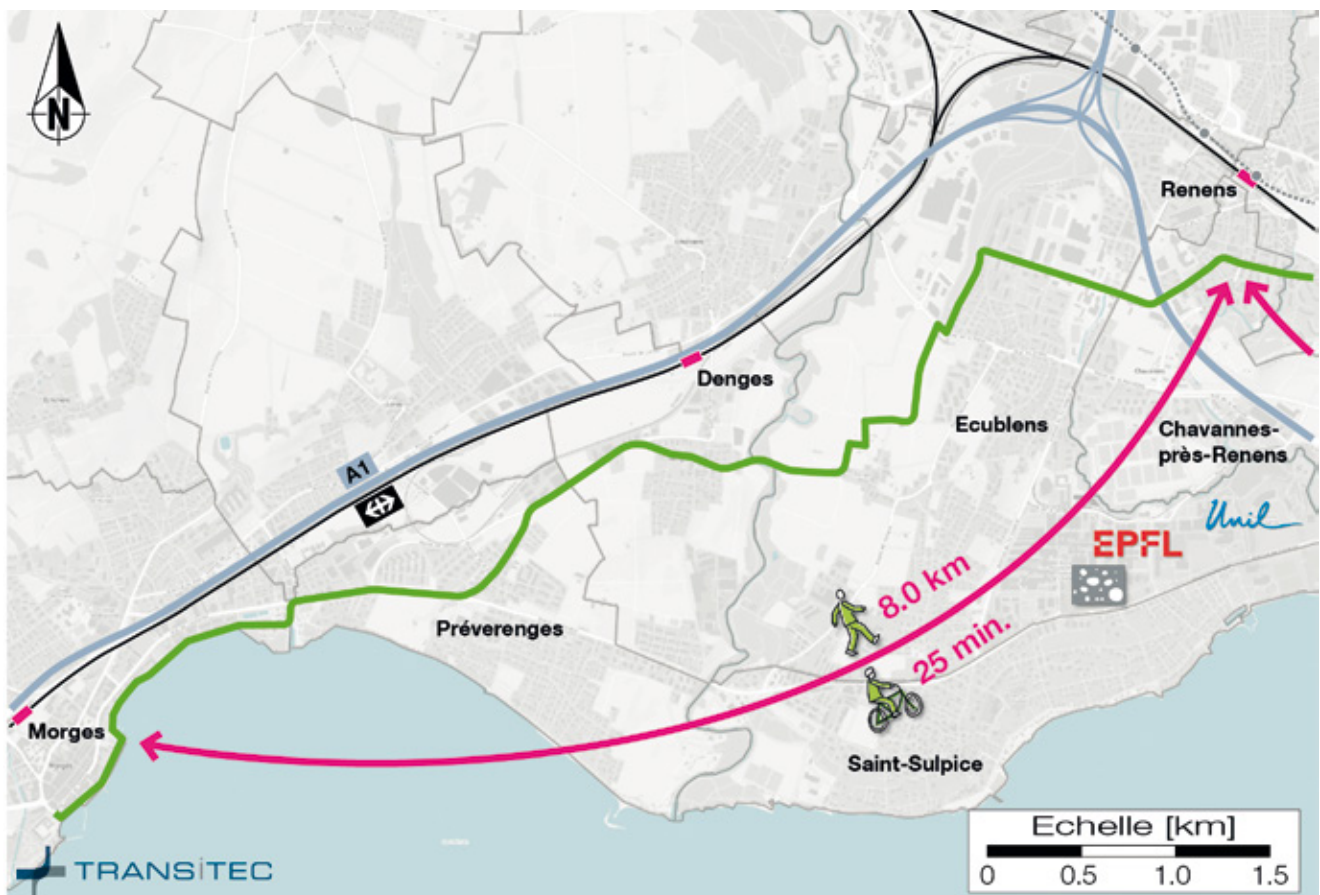 N
Renens
Denges
A1
Ecublens
Chavannes-
près-Renens
Unil
EPFL
8.0 km
25 min.
Préverenges
Morges
Saint-Sulpice
TRANSITEC
Echelle [km]
0 0.5 1.0 1.5